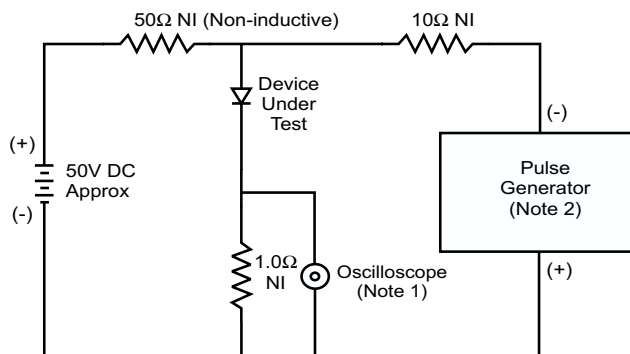 50Ω NI (Non-inductive)
10Ω NI
Device
Under
Test
(+)
50V DC
Approx
(-)
(-)
Pulse
Generator
(Note 2)
(+)
1.0Ω
NI
Oscilloscope
(Note 1)